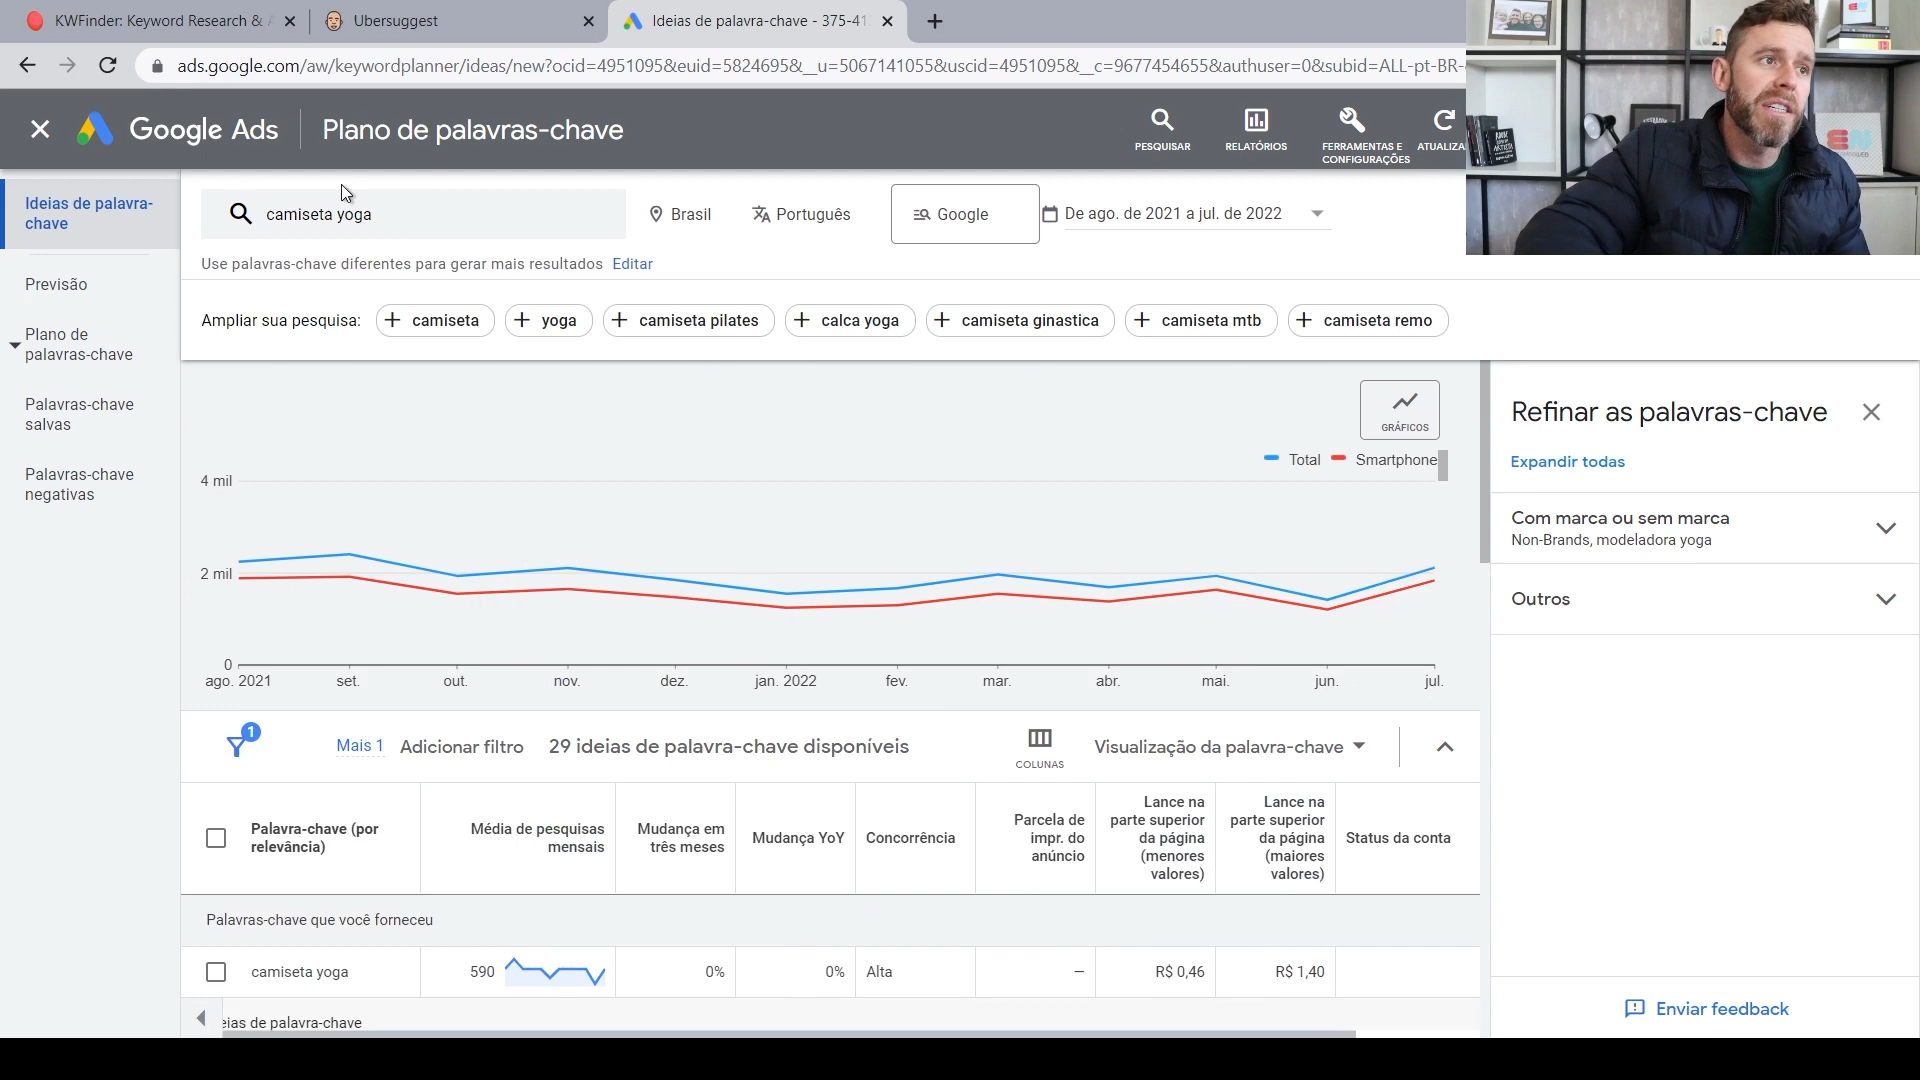 KWFinder: Keyword Research & A
Ubersuggest
Ideias de palavra-chave - 375-41
ads.google.com/aw/keywordplanner/ideas/new?ocid=4951095&euid=5824695&__u=5067141055&uscid=4951095&__c=9677454655&authuser=0&subid=ALL-pt-BR-
Google Ads
Plano de palavras-chave
PESQUISAR
RELATÓRIOS
FERRAMENTAS E
CONFIGURAÇÕES
ATUALIZA
Ideias de palavra-
chave
Previsão
Plano de
palavras-chave
Palavras-chave
salvas
Palavras-chave
negativas
camiseta yoga
Brasil
Português
Google
De ago. de 2021 a jul. de 2022
Use palavras-chave diferentes para gerar mais resultados Editar
Ampliar sua pesquisa:
camiseta
yoga
camiseta pilates
calca yoga
camiseta ginastica
camiseta mtb
camiseta remo
GRÁFICOS
Total
Smartphone
4 mil
2 mil
0
ago. 2021
set.
out.
nov.
dez.
jan. 2022
fev.
mar.
abr.
mai.
jun.
jul.
Refinar as palavras-chave
Expandir todas
Com marca ou sem marca
Non-Brands, modeladora yoga
Outros
1
Mais 1
Adicionar filtro
29 ideias de palavra-chave disponíveis
COLUNAS
Visualização da palavra-chave
Palavra-chave (por
relevância)
Média de pesquisas
mensais
Mudança em
três meses
Mudança YoY
Concorrência
Parcela de
impr. do
anúncio
Lance na
parte superior
da página
(menores
valores)
Lance na
parte superior
da página
(maiores
valores)
Status da conta
Palavras-chave que você forneceu
camiseta yoga
590
0%
0%
Alta
–
R$ 0,46
R$ 1,40
eias de palavra-chave
Enviar feedback